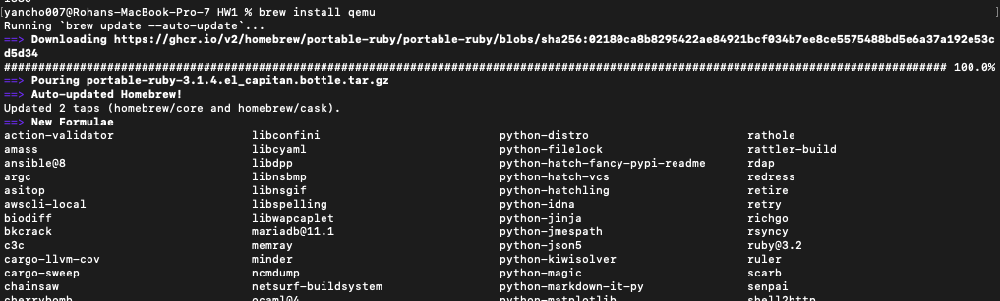 [yancho007@Rohans-MacBook-Pro-7 HW1 % brew install qemu ]
Running `brew update --auto-update`...
==> Downloading https://ghcr.io/v2/homebrew/portable-ruby/portable-ruby/blobs/sha256:02180ca8b8295422ae84921bcf034b7ee8ce5575488bd5e6a37a192e53c
d5d34
######################################################################################################################################### 100.0%
==> Pouring portable-ruby-3.1.4.el_capitan.bottle.tar.gz
==> Auto-updated Homebrew!
Updated 2 taps (homebrew/core and homebrew/cask).
==> New Formulae
action-validator libconfini python-distro rathole
amass libcyaml python-filelock rattler-build
ansible@8 libdpp python-hatch-fancy-pypi-readme rdap
argc libnsbmp python-hatch-vcs redress
asitop libnsgif python-hatchling retire
awscli-local libspelling python-idna retry
biodiff libwapcaplet python-jinja richgo
bkcrack mariadb@11.1 python-jmespath rsyncy
c3c memray python-json5 ruby@3.2
cargo-llvm-cov minder python-kiwisolver ruler
cargo-sweep ncmdump python-magic scarb
chainsaw netsurf-buildsystem python-markdown-it-py senpai
cherrybomb ocaml@4 python-matplotlib shell2http